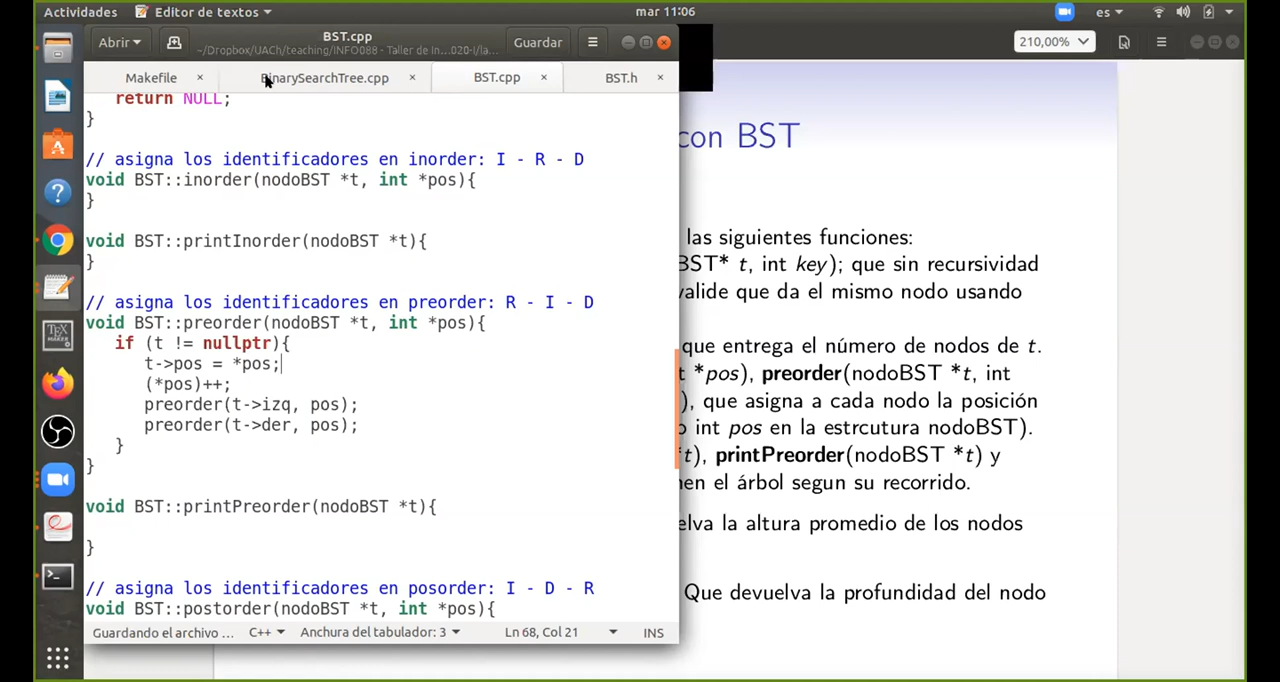 Actividades
Editor de textos
mar 11:06
es
Abrir
BST.cpp
~/Dropbox/UACh/teaching/INFO088 - Taller de In...020-I/la...
Guardar
210,00%
Makefile
BinarySearchTree.cpp
BST.cpp
BST.h
return NULL;
}
// asigna los identificadores en inorder: I - R - D
void BST::inorder(nodoBST *t, int *pos){
}
void BST::printInorder(nodoBST *t){
}
// asigna los identificadores en preorder: R - I - D
void BST::preorder(nodoBST *t, int *pos){
if (t != nullptr){
t->pos = *pos;
(*pos)++;
preorder(t->izq, pos);
preorder(t->der, pos);
}
}
void BST::printPreorder(nodoBST *t){
}
// asigna los identificadores en posorder: I - D - R
void BST::postorder(nodoBST *t, int *pos){
Guardando el archivo ...
C++
Anchura del tabulador: 3
Ln 68, Col 21
INS
con BST
las siguientes funciones:
BST* t, int key); que sin recursividad
valide que da el mismo nodo usando
que entrega el número de nodos de t.
t *pos), preorder(nodoBST *t, int
), que asigna a cada nodo la posición
int pos en la estrcutura nodoBST).
*t), printPreorder(nodoBST *t) y
men el árbol segun su recorrido.
elva la altura promedio de los nodos
Que devuelva la profundidad del nodo